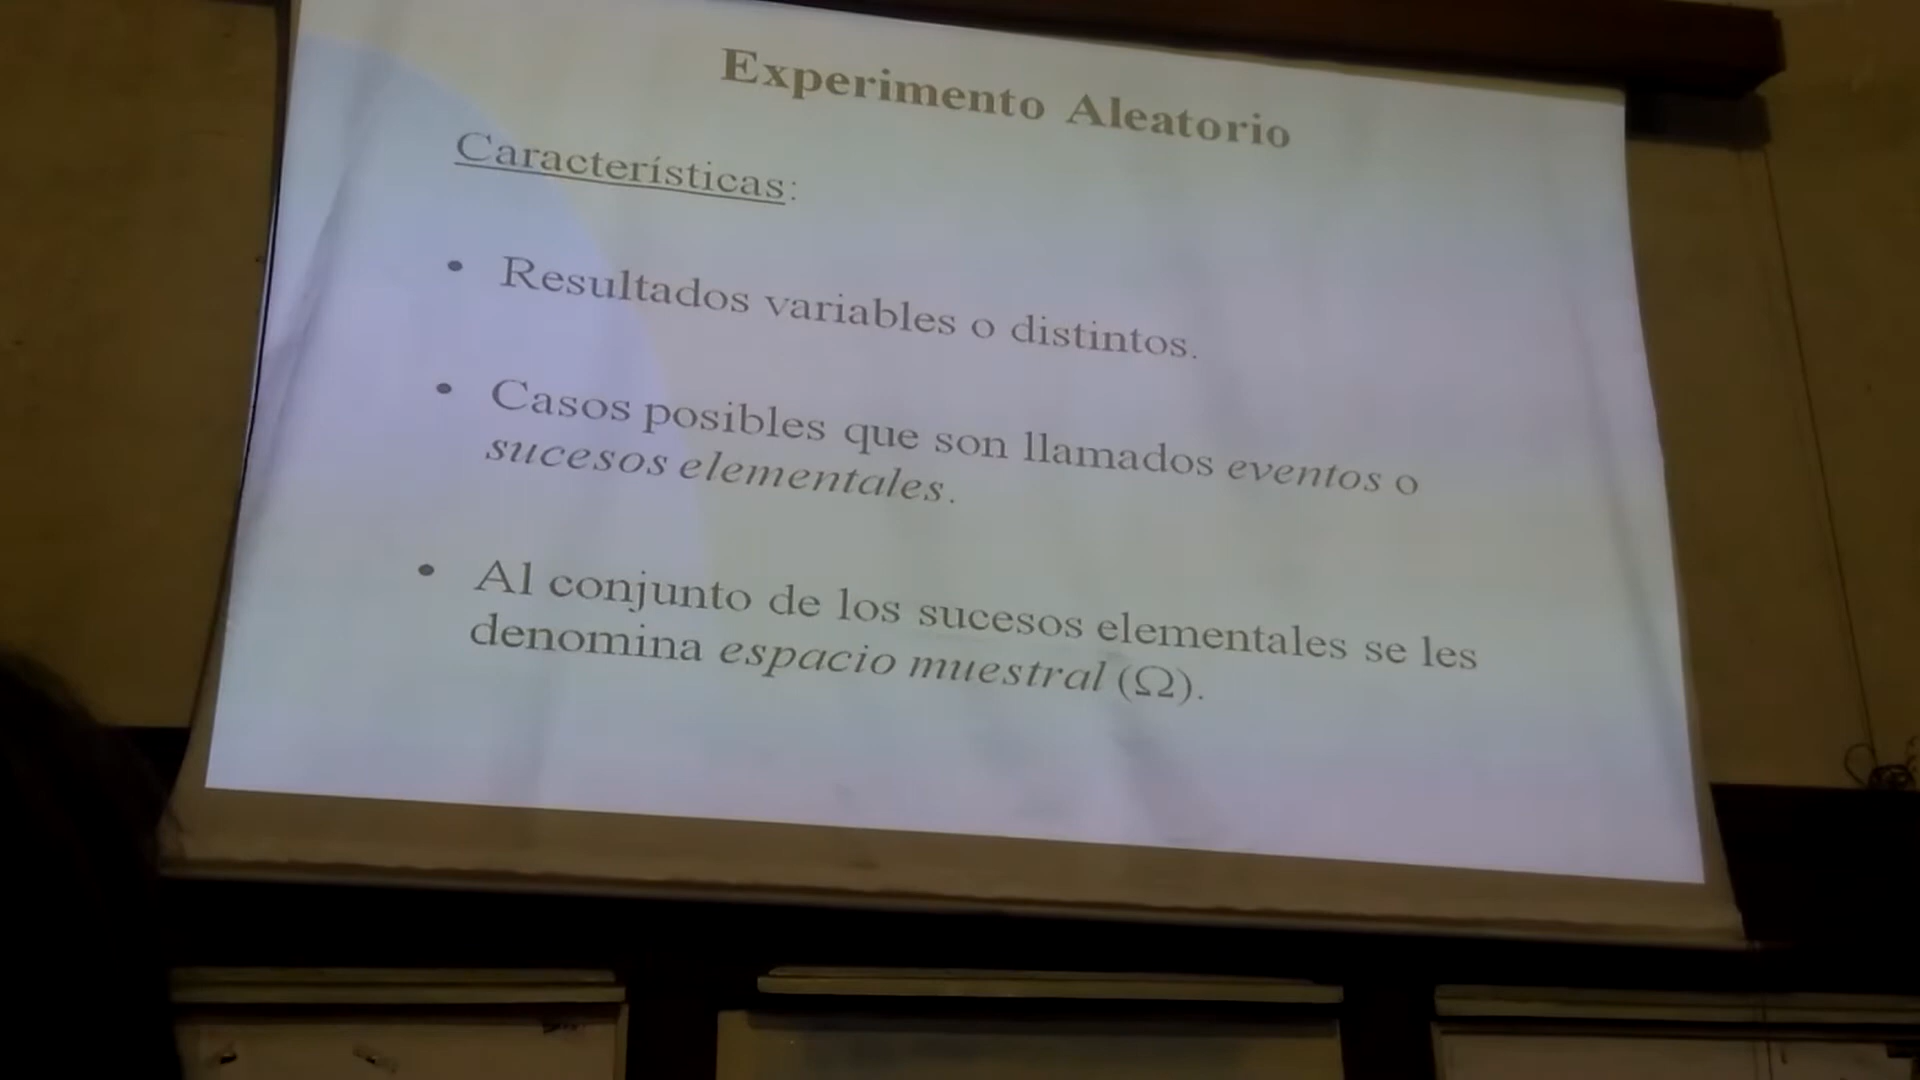 Experimento Aleatorio
Características:
• Resultados variables o distintos.
• Casos posibles que son llamados eventos o
sucesos elementales.
• Al conjunto de los sucesos elementales se les
denomina espacio muestral (Ω).